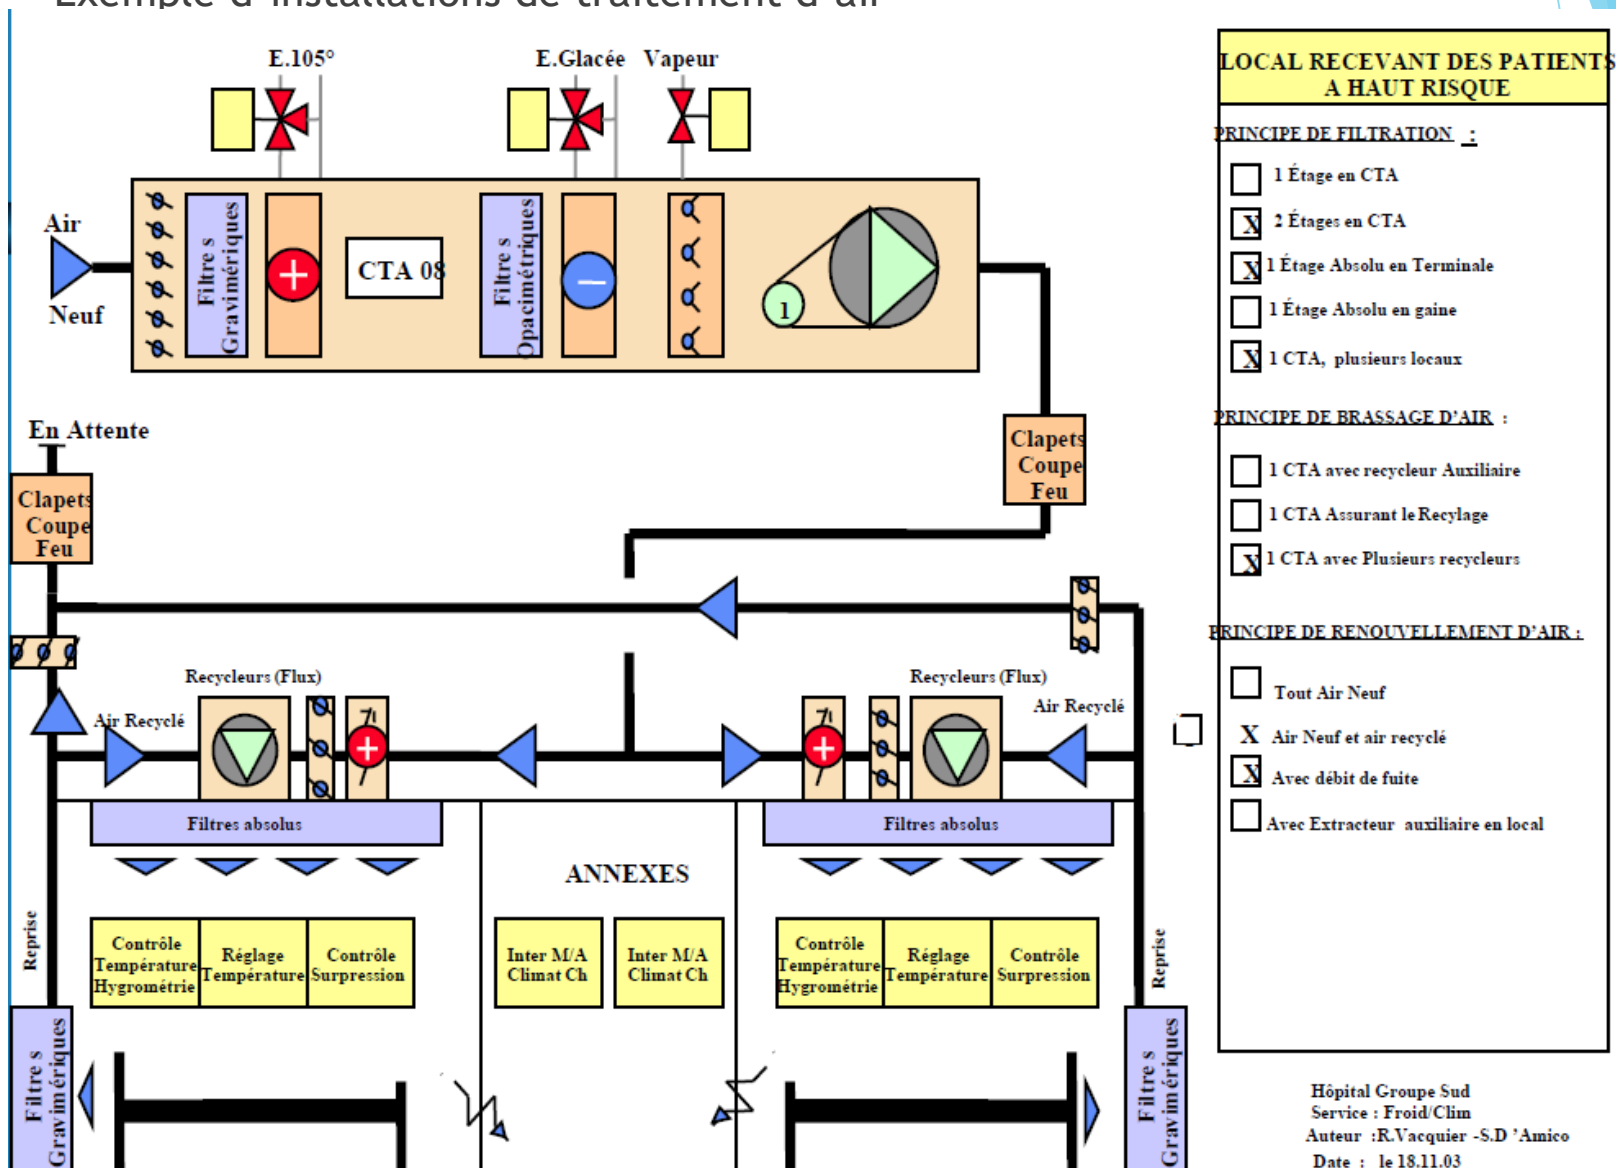 Exemple d'installations de traitement d'air
E.105°
E.Glacée
Vapeur
Air
Neuf
Filtre s
Gravimériques
CTA 08
Filtre s
Opacimétriques
1
En Attente
Clapets
Coupe
Feu
Clapets
Coupe
Feu
Recycleurs (Flux)
Air Recyclé
Recycleurs (Flux)
Air Recyclé
Filtres absolus
Filtres absolus
ANNEXES
Reprise
Contrôle
Température
Hygrométrie
Réglage
Température
Contrôle
Surpression
Inter M/A
Climat Ch
Inter M/A
Climat Ch
Contrôle
Température
Hygrométrie
Réglage
Température
Contrôle
Surpression
Reprise
Filtre s
Gravimériques
Filtre s
Gravimériques
LOCAL RECEVANT DES PATIENTS
A HAUT RISQUE
PRINCIPE DE FILTRATION :
1 Étage en CTA
X 2 Étages en CTA
X 1 Étage Absolu en Terminale
1 Étage Absolu en gaine
X 1 CTA, plusieurs locaux
PRINCIPE DE BRASSAGE D'AIR :
1 CTA avec recycleur Auxiliaire
1 CTA Assurant le Recylage
X 1 CTA avec Plusieurs recycleurs
PRINCIPE DE RENOUVELLEMENT D'AIR :
Tout Air Neuf
X Air Neuf et air recyclé
X Avec débit de fuite
Avec Extracteur auxiliaire en local
Hôpital Groupe Sud
Service : Froid/Clim
Auteur :R.Vacquier -S.D 'Amico
Date : le 18.11.03